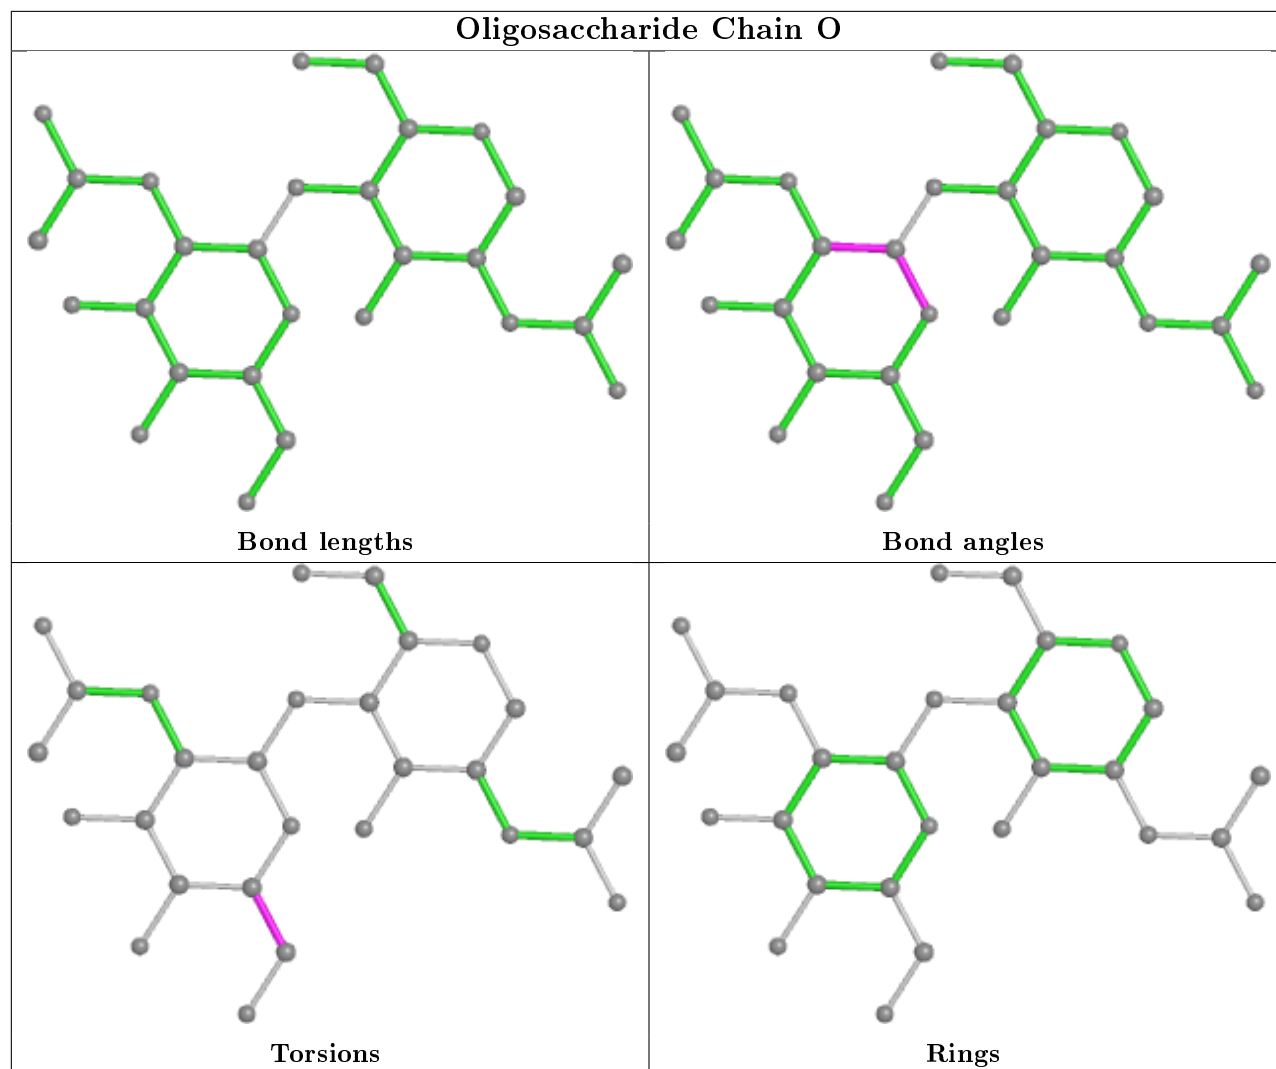 Oligosaccharide Chain O
Bond lengths
Bond angles
Torsions
Rings